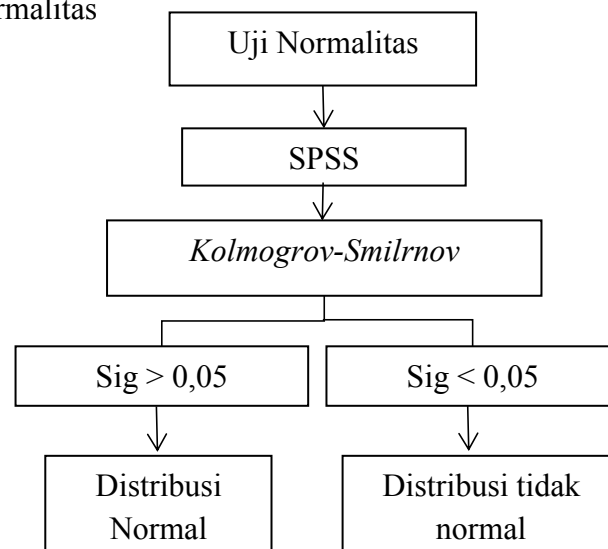 rmalitas
Uji Normalitas
SPSS
Kolmogrov-Smilrnov
Sig > 0,05
Sig < 0,05
Distribusi
Normal
Distribusi tidak
normal